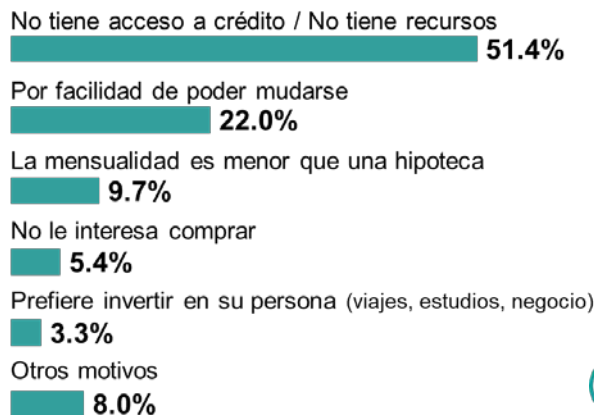 No tiene acceso a crédito / No tiene recursos
51.4%
Por facilidad de poder mudarse
22.0%
La mensualidad es menor que una hipoteca
9.7%
No le interesa comprar
5.4%
Prefiere invertir en su persona (viajes, estudios, negocio)
3.3%
Otros motivos
8.0%